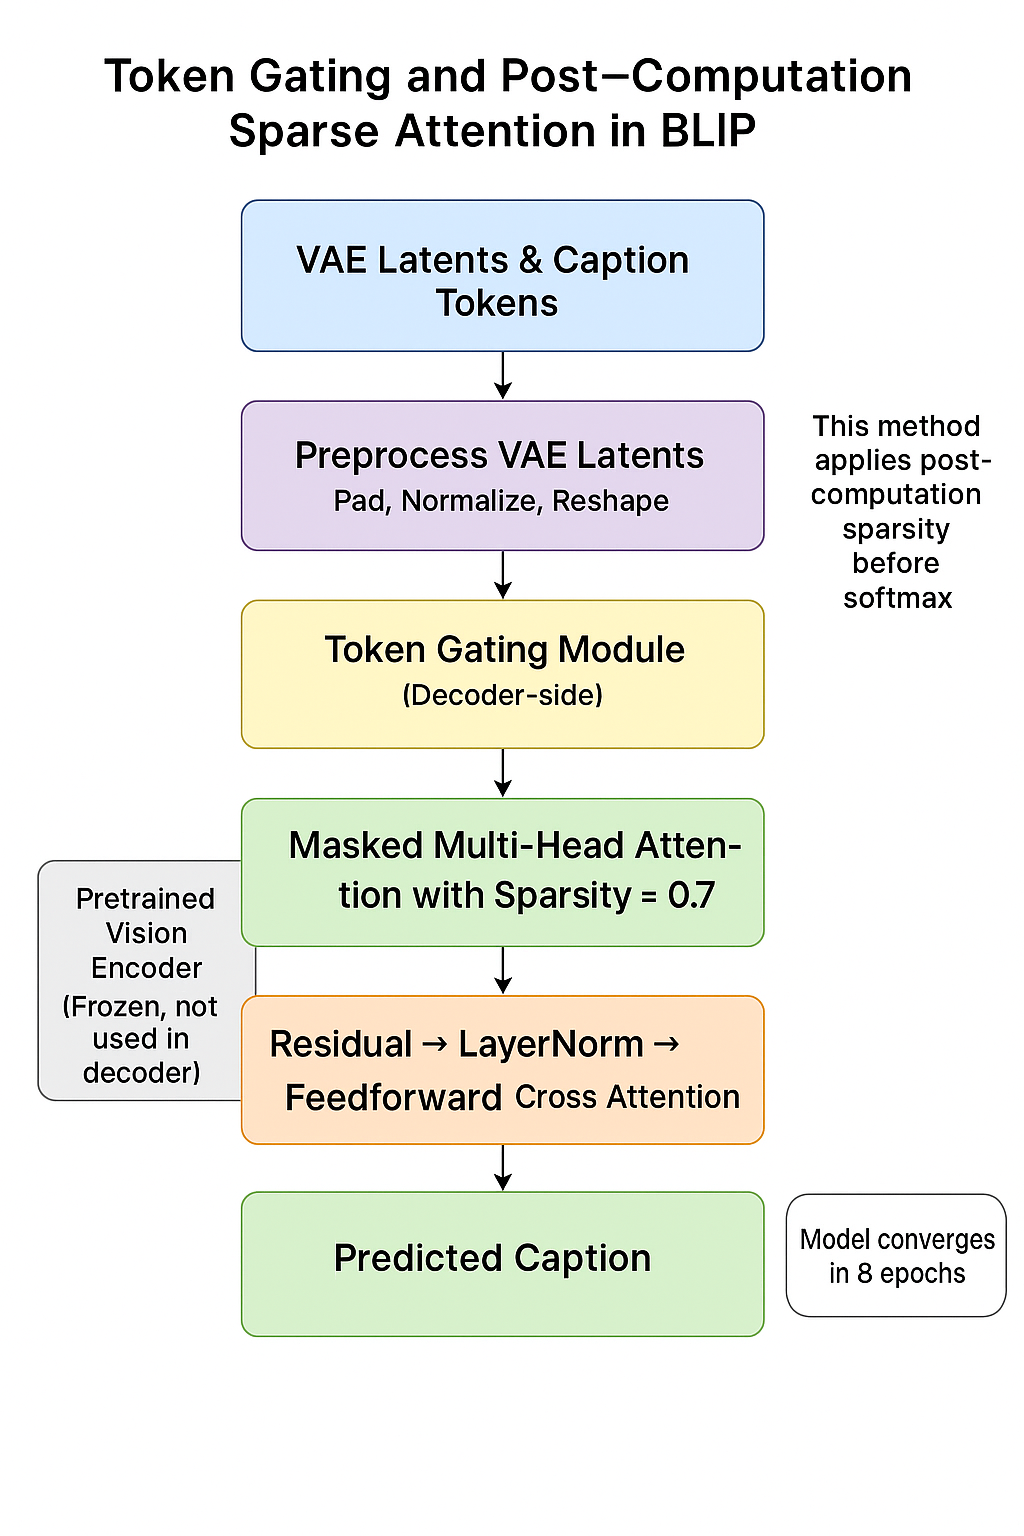 Token Gating and Post–Computation
Sparse Attention in BLIP
VAE Latents & Caption
Tokens
Preprocess VAE Latents
Pad, Normalize, Reshape
This method
applies post-
computation
sparsity
before
softmax
Token Gating Module
(Decoder-side)
Masked Multi-Head Atten-
tion with Sparsity = 0.7
Pretrained
Vision
Encoder
(Frozen, not
used in
decoder)
Residual → LayerNorm →
Feedforward Cross Attention
Predicted Caption
Model converges
in 8 epochs